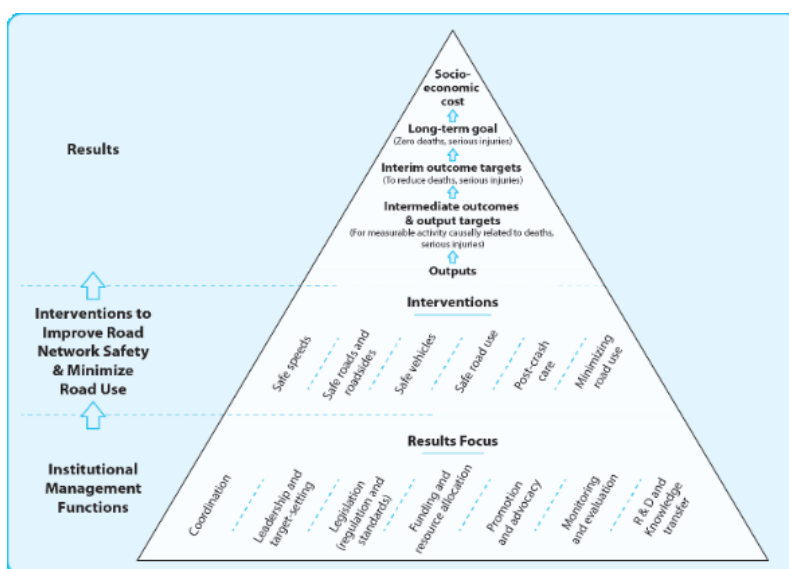 Socio-
economic
cost
Long-term goal
(Zero deaths, serious injuries)
Results
Interim outcome targets
(To reduce deaths, serious injuries)
Intermediate outcomes
& output targets
(For measurable activity causally related to deaths,
serious injuries)
Outputs
Interventions to
Improve Road
Network Safety
& Minimize
Road Use
Interventions
Safe speeds
Safe roads and
roadsides
Safe vehicles
Safe road use
Post-crash
care
Minimizing
road use
Institutional
Management
Functions
Results Focus
Coordination
Leadership and
target-setting
Legislation
(regulation and
standards)
Funding and
resource allocation
Promotion
and advocacy
Monitoring
and evaluation
R & D and
Knowledge
transfer